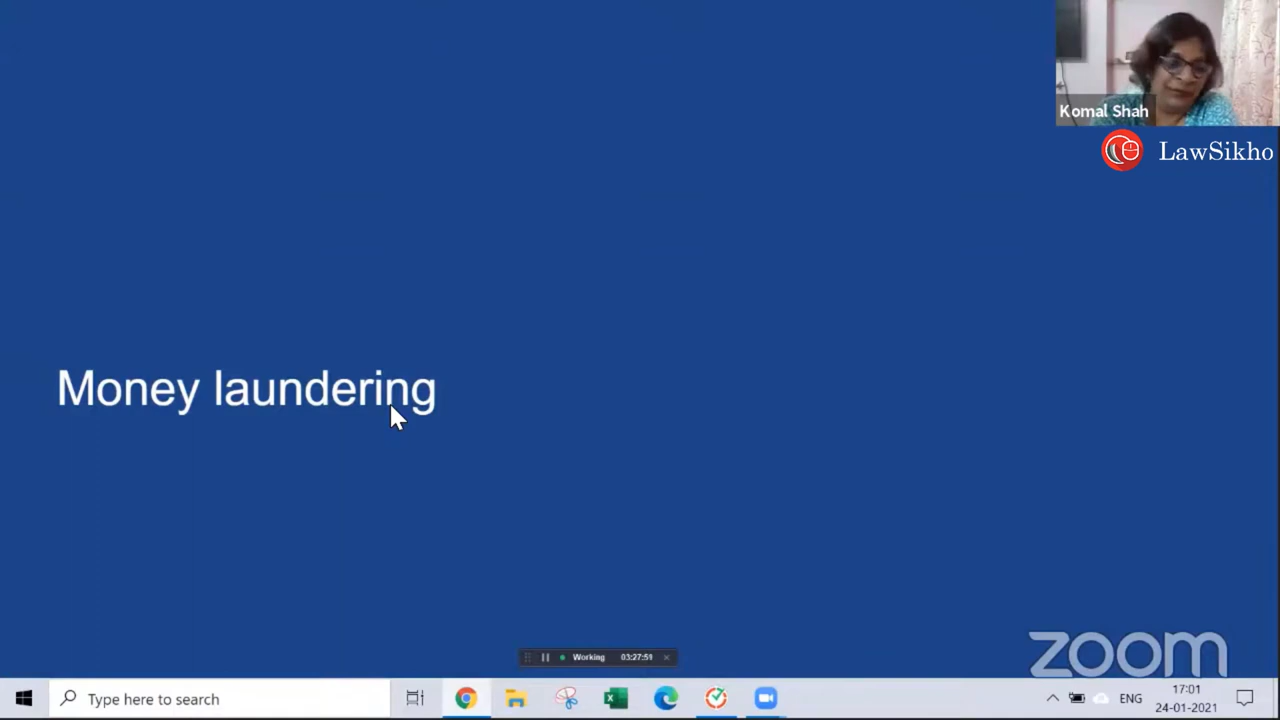 Komal Shah
LawSikho
Money laundering
Working 03:27:51
zoom
Type here to search
ENG
17:01
24-01-2021